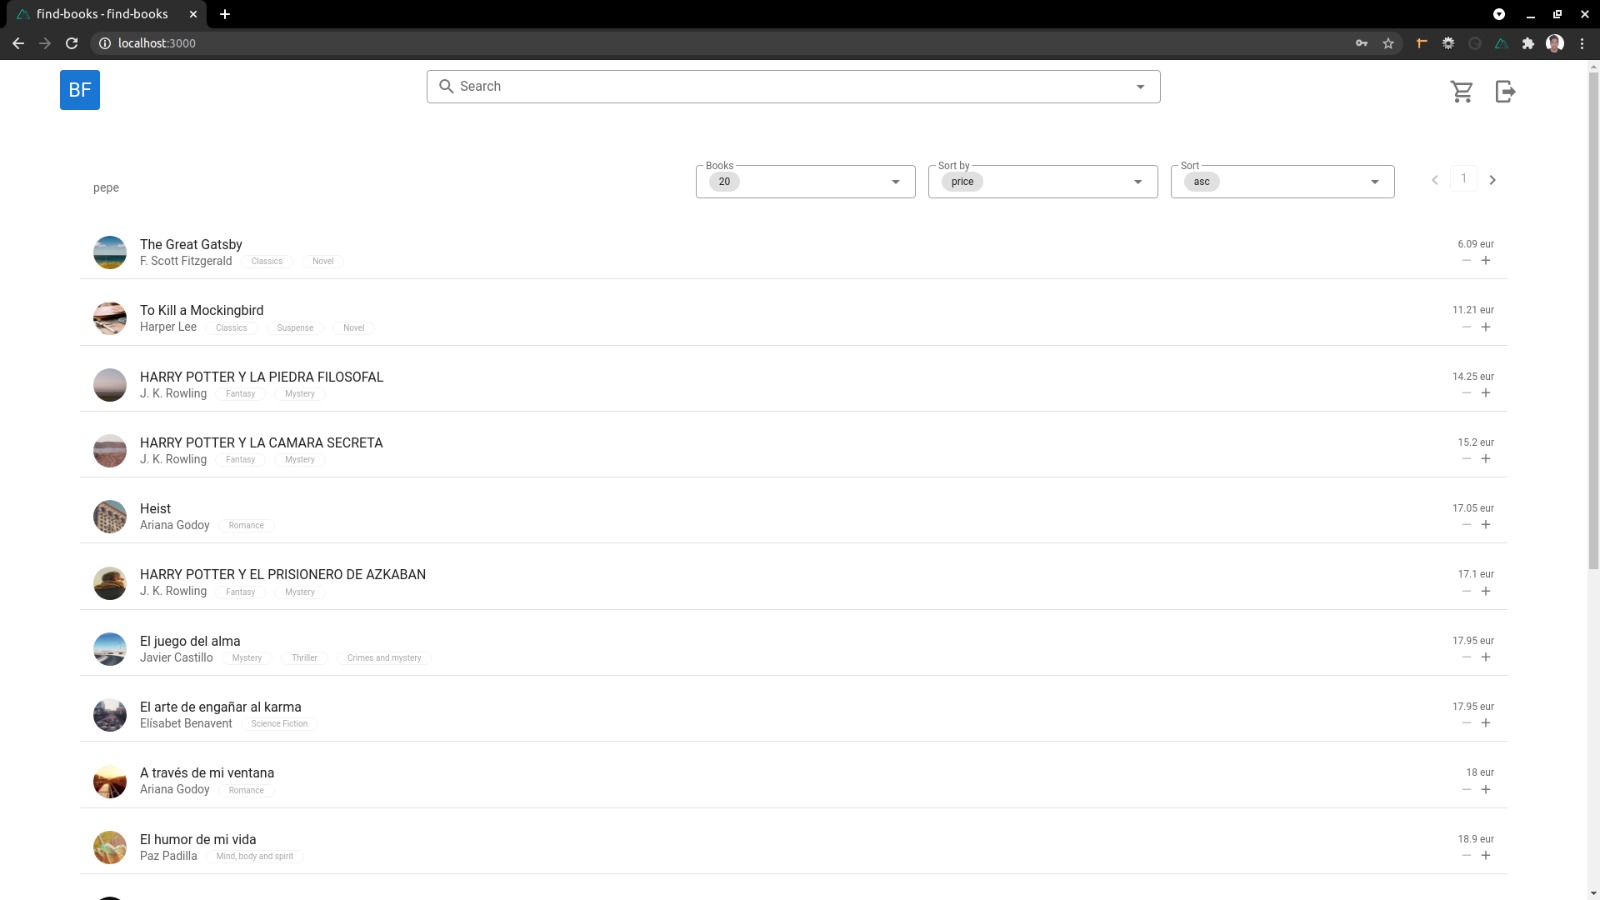 find-books - find-books
localhost:3000
BF
Search
Books
Sort by
Sort
20
price
asc
1
pepe
The Great Gatsby
6.09 eur
F. Scott Fitzgerald Classics Novel
To Kill a Mockingbird
11.21 eur
Harper Lee Classics Suspense Novel
HARRY POTTER Y LA PIEDRA FILOSOFAL
14.25 eur
J. K. Rowling Fantasy Mystery
HARRY POTTER Y LA CAMARA SECRETA
15.2 eur
J. K. Rowling Fantasy Mystery
Heist
17.05 eur
Ariana Godoy Romance
HARRY POTTER Y EL PRISIONERO DE AZKABAN
17.1 eur
J. K. Rowling Fantasy Mystery
El juego del alma
17.95 eur
Javier Castillo Mystery Thriller Crimes and mystery
El arte de engañar al karma
17.95 eur
Elísabet Benavent Science Fiction
A través de mi ventana
18 eur
Ariana Godoy Romance
El humor de mi vida
18.9 eur
Paz Padilla Mind, body and spirit